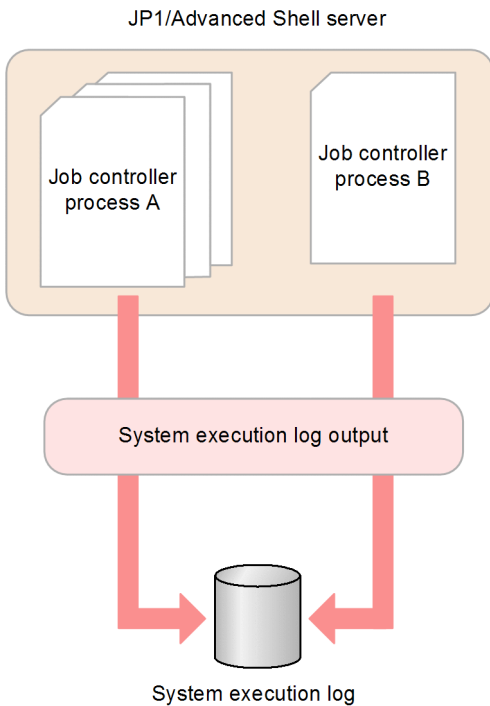 JP1/Advanced Shell server
Job controller
process A
Job controller
process B
System execution log output
System execution log